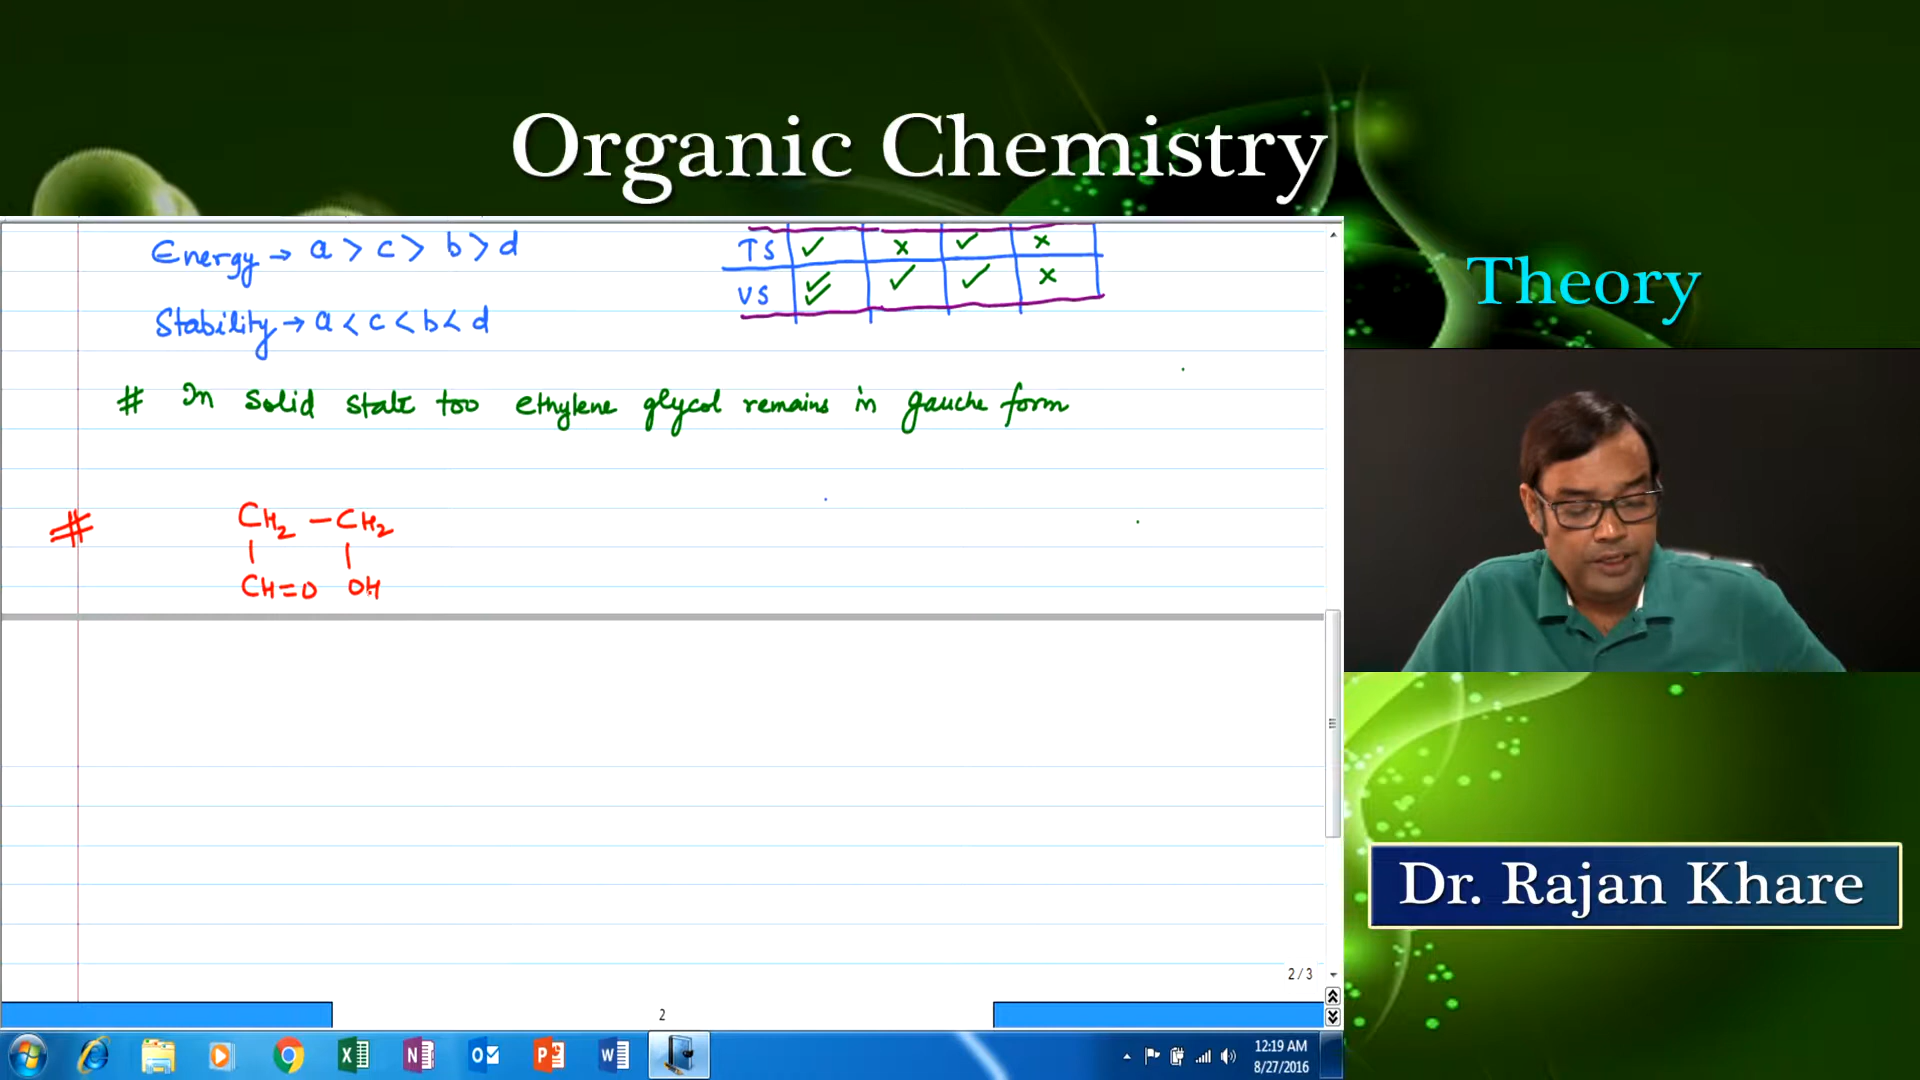 Organic Chemistry
Theory
Energy → a > c > b > d
Stability → a < c < b < d
TS ✓ × ✓ ×
VS ✓✓ ✓ ✓ ×
# In solid state too ethylene glycol remains in gauche form
# CH₂ – CH₂
CH=O OH
Dr. Rajan Khare
2 / 3
2
12:19 AM
8/27/2016